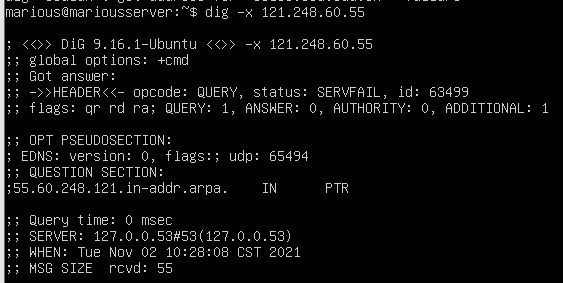 marious@mariousserver:~$ dig -x 121.248.60.55
; <<>> DiG 9.16.1-Ubuntu <<>> -x 121.248.60.55
;; global options: +cmd
;; Got answer:
;; ->>HEADER<<- opcode: QUERY, status: SERVFAIL, id: 63499
;; flags: qr rd ra; QUERY: 1, ANSWER: 0, AUTHORITY: 0, ADDITIONAL: 1
;; OPT PSEUDOSECTION:
; EDNS: version: 0, flags:; udp: 65494
;; QUESTION SECTION:
;55.60.248.121.in-addr.arpa. IN PTR
;; Query time: 0 msec
;; SERVER: 127.0.0.53#53(127.0.0.53)
;; WHEN: Tue Nov 02 10:28:08 CST 2021
;; MSG SIZE rcvd: 55